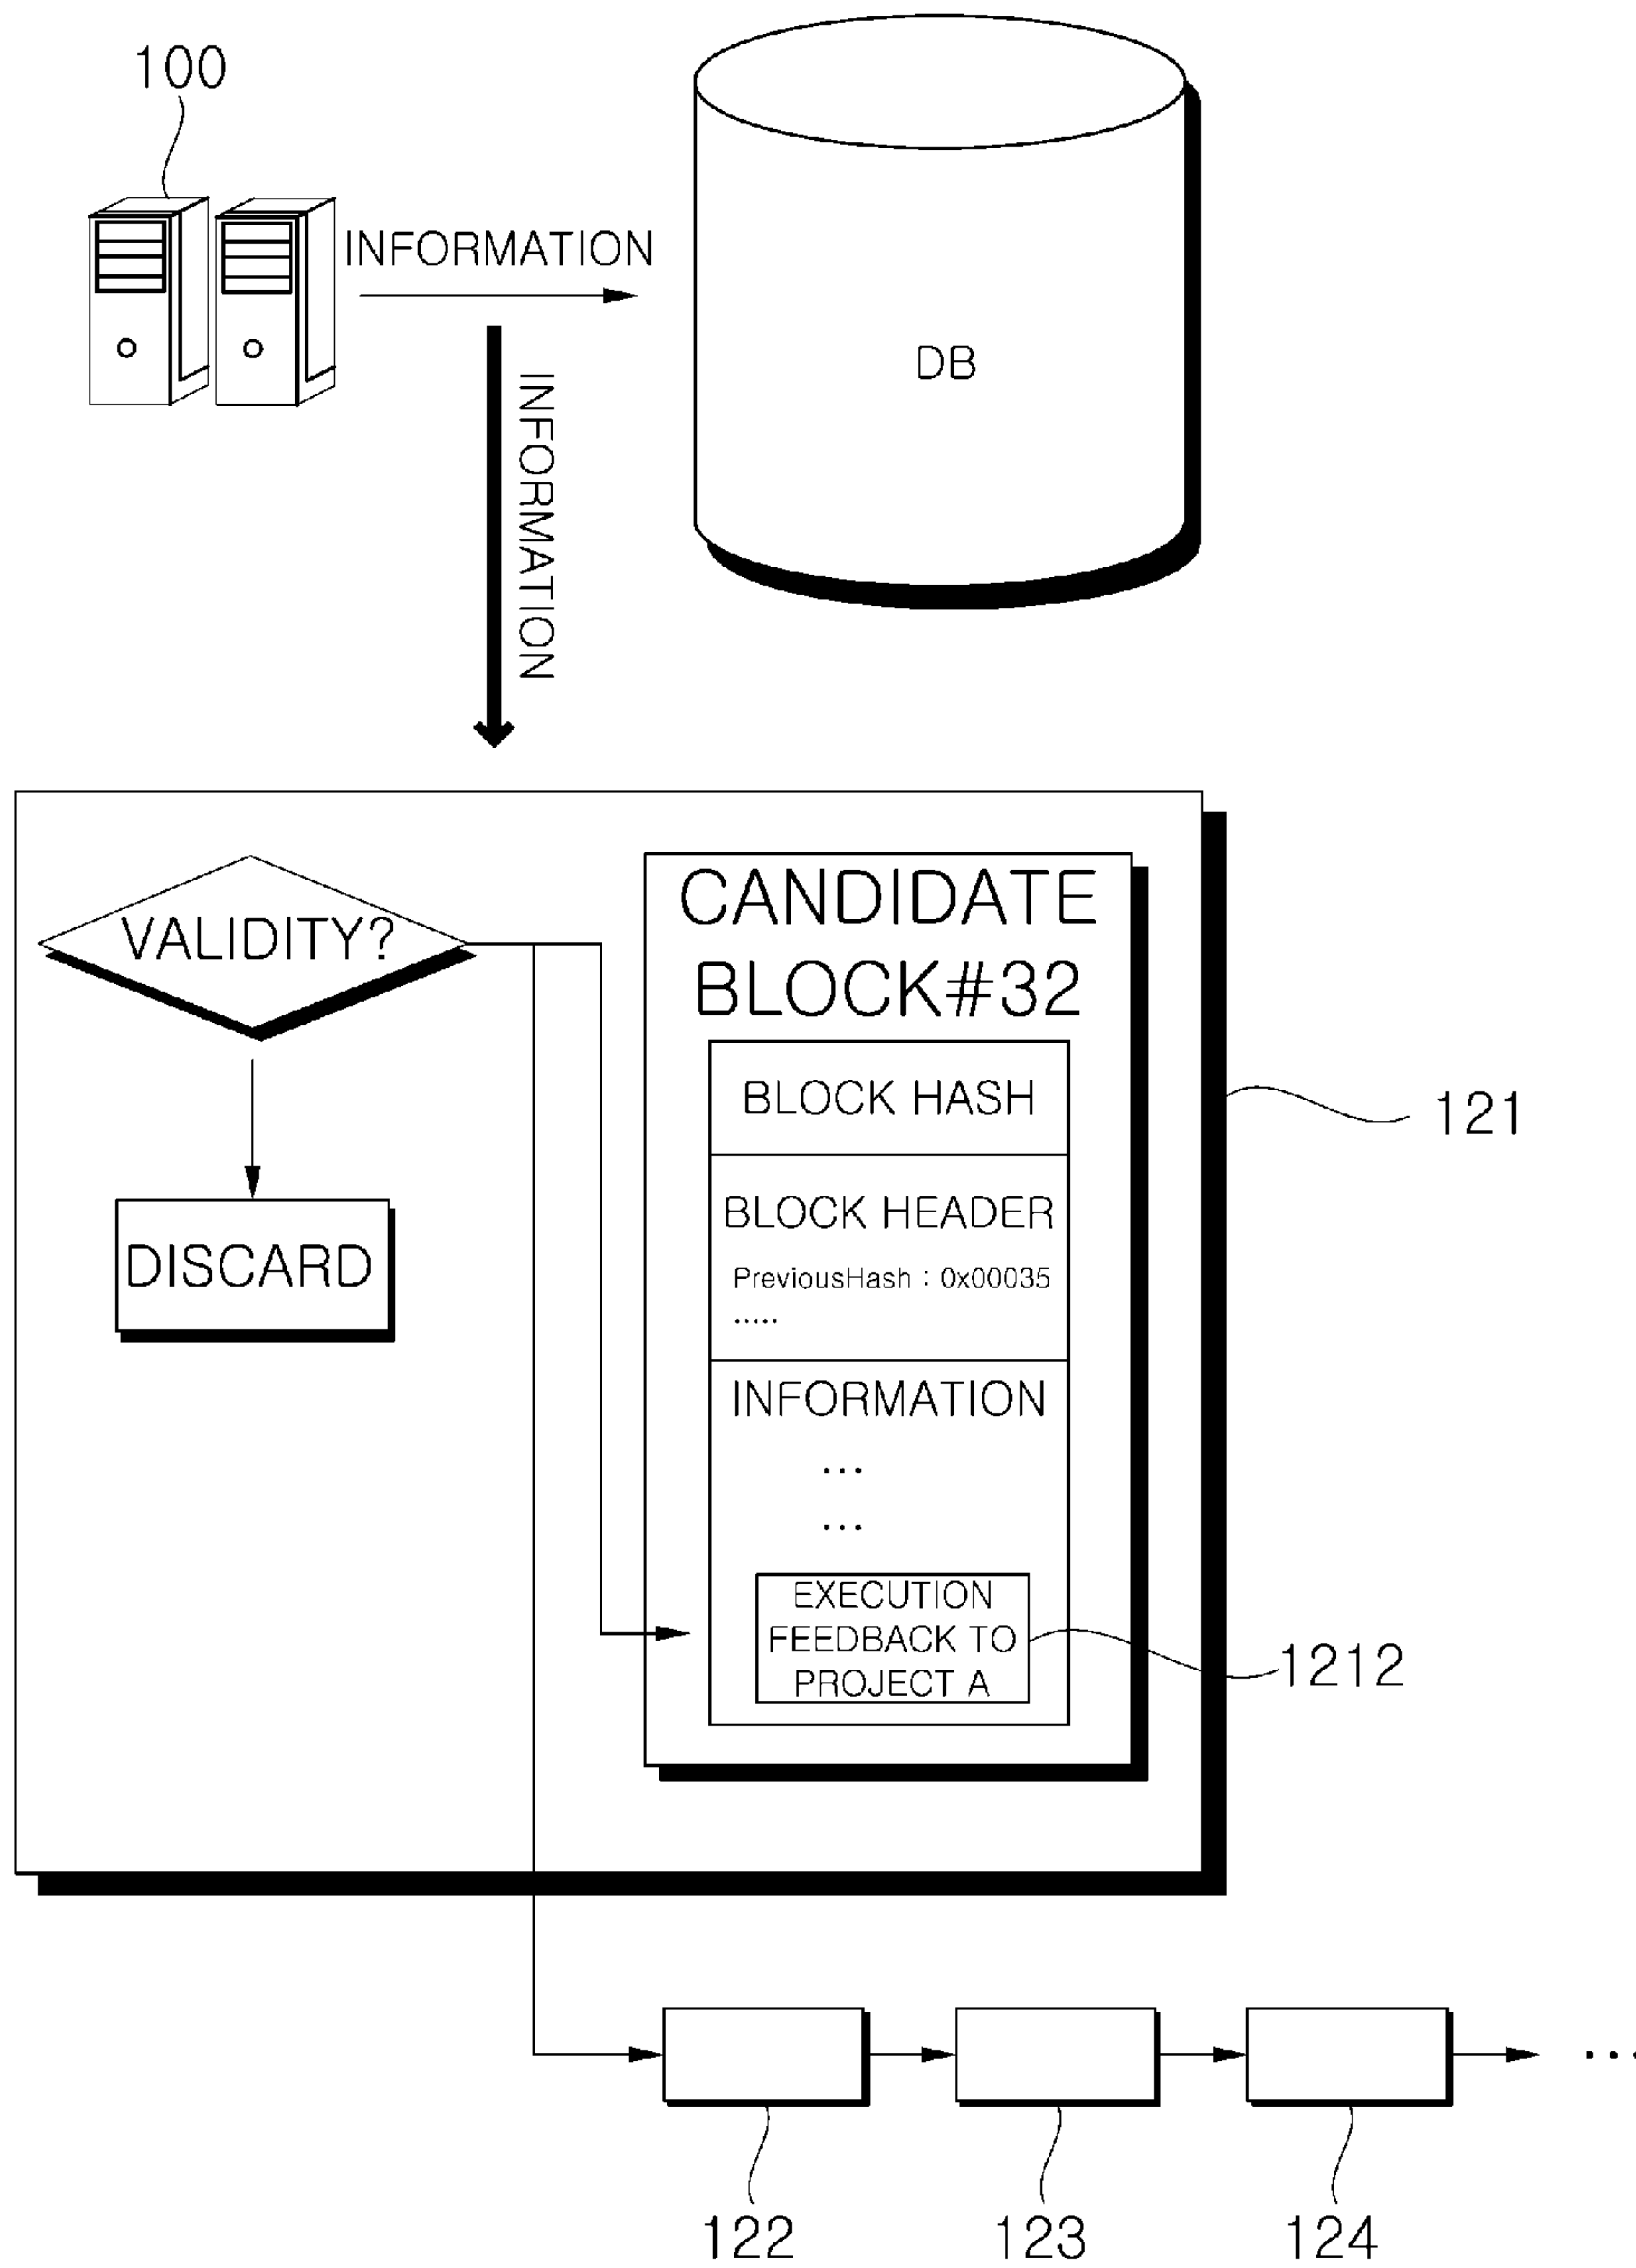 100
INFORMATION
DB
INFORMATION
VALIDITY?
DISCARD
CANDIDATE
BLOCK#32
BLOCK HASH
BLOCK HEADER
PreviousHash : 0x00035
.....
INFORMATION
...
...
EXECUTION
FEEDBACK TO
PROJECT A
121
1212
...
122
123
124